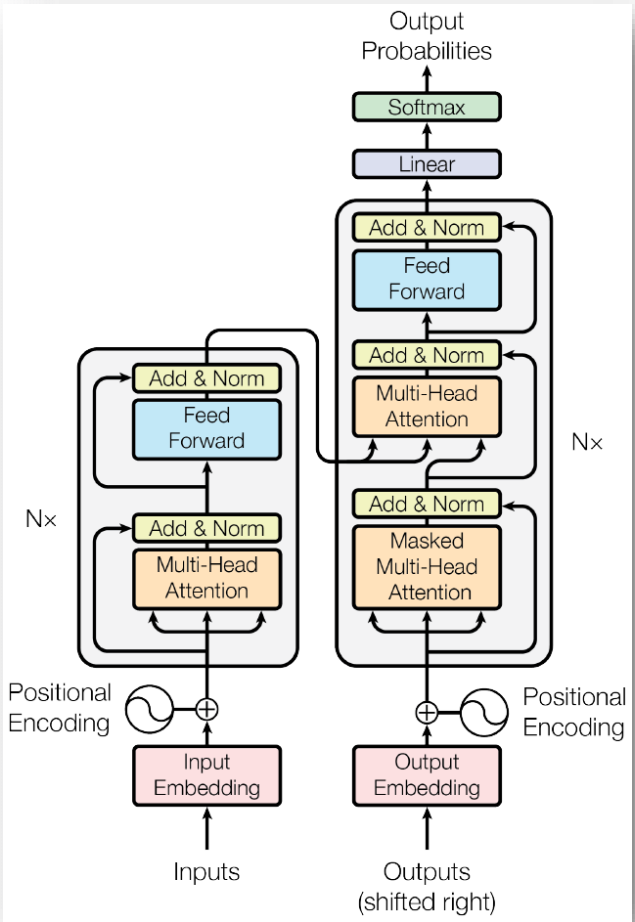 Output
Probabilities
Softmax
Linear
Add & Norm
Feed
Forward
Add & Norm
Multi-Head
Attention
Nx
Add & Norm
Masked
Multi-Head
Attention
Add & Norm
Feed
Forward
Nx
Add & Norm
Multi-Head
Attention
Positional
Encoding
Positional
Encoding
Input
Embedding
Output
Embedding
Inputs
Outputs
(shifted right)